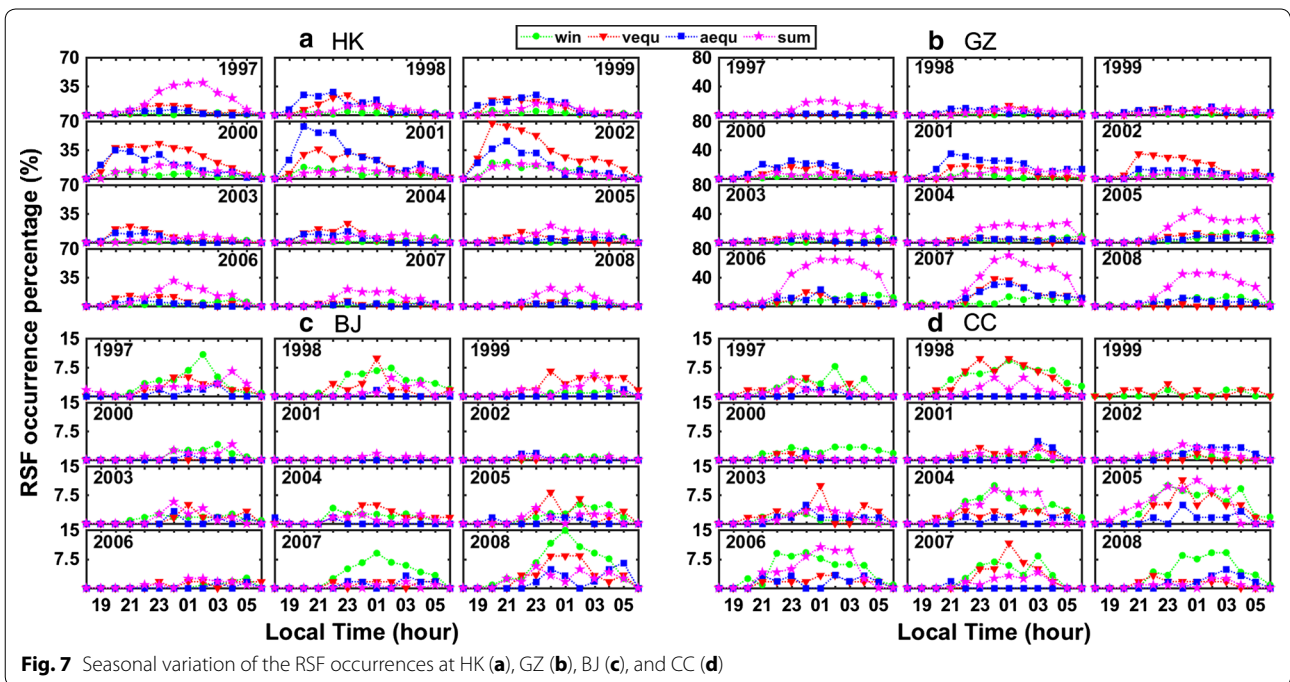 a HK
win vequ aequ sum
b GZ
RSF occurrence percentage (%)
70 1997 1998 1999
35
70 2000 2001 2002
35
70 2003 2004 2005
35
70 2006 2007 2008
35
80 1997 1998 1999
40
80 2000 2001 2002
40
80 2003 2004 2005
40
80 2006 2007 2008
40
c BJ
d CC
15 1997 1998 1999
7.5
15 2000 2001 2002
7.5
15 2003 2004 2005
7.5
15 2006 2007 2008
7.5
15 1997 1998 1999
7.5
15 2000 2001 2002
7.5
15 2003 2004 2005
7.5
15 2006 2007 2008
7.5
19 21 23 01 03 05 19 21 23 01 03 05 19 21 23 01 03 05
19 21 23 01 03 05 19 21 23 01 03 05 19 21 23 01 03 05
Local Time (hour)
Local Time (hour)
Fig. 7 Seasonal variation of the RSF occurrences at HK (a), GZ (b), BJ (c), and CC (d)